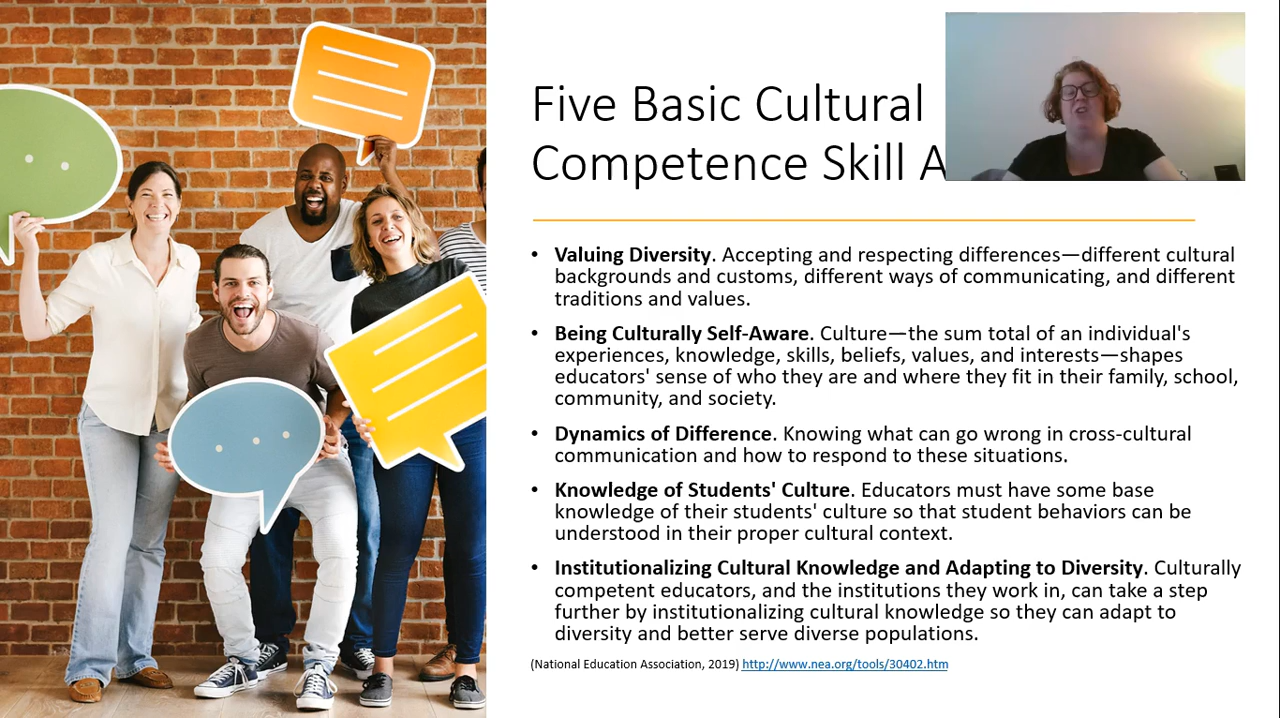 Five Basic Cultural
Competence Skill A
• Valuing Diversity. Accepting and respecting differences—different cultural
backgrounds and customs, different ways of communicating, and different
traditions and values.
• Being Culturally Self-Aware. Culture—the sum total of an individual's
experiences, knowledge, skills, beliefs, values, and interests—shapes
educators' sense of who they are and where they fit in their family, school,
community, and society.
• Dynamics of Difference. Knowing what can go wrong in cross-cultural
communication and how to respond to these situations.
• Knowledge of Students' Culture. Educators must have some base
knowledge of their students' culture so that student behaviors can be
understood in their proper cultural context.
• Institutionalizing Cultural Knowledge and Adapting to Diversity. Culturally
competent educators, and the institutions they work in, can take a step
further by institutionalizing cultural knowledge so they can adapt to
diversity and better serve diverse populations.
(National Education Association, 2019) http://www.nea.org/tools/30402.htm